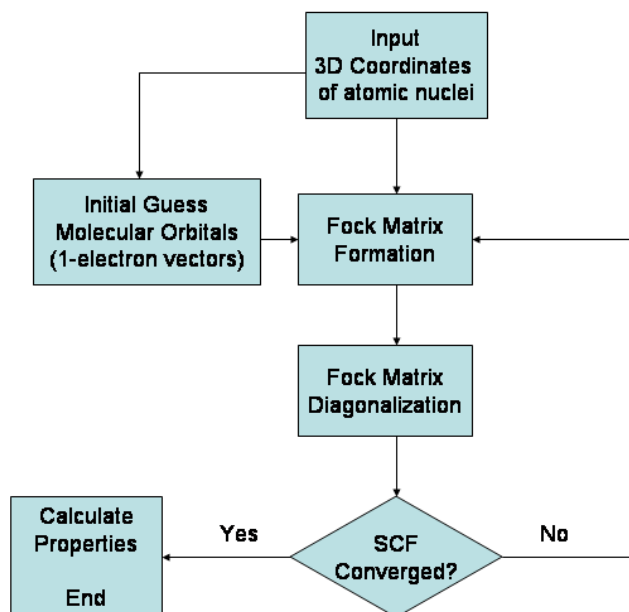 Input
3D Coordinates
of atomic nuclei
Initial Guess
Molecular Orbitals
(1-electron vectors)
Fock Matrix
Formation
Fock Matrix
Diagonalization
SCF
Converged?
Yes
No
Calculate
Properties
End